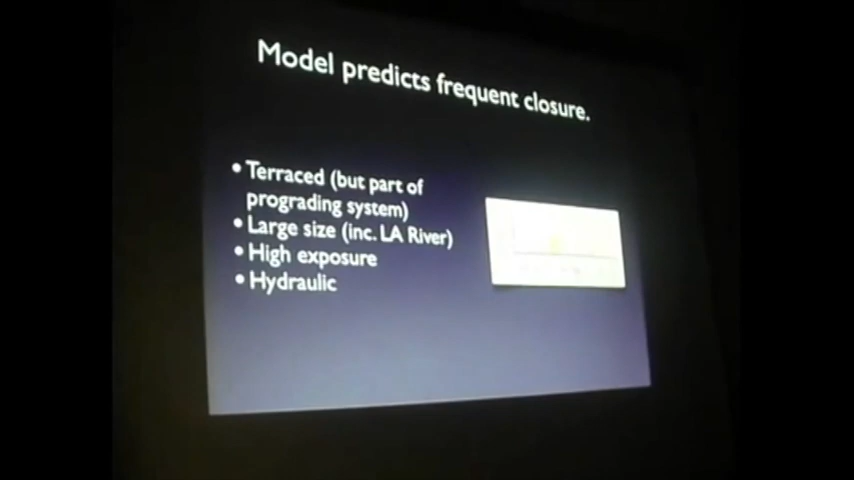 Model predicts frequent closure.
• Terraced (but part of
prograding system)
• Large size (inc. LA River)
• High exposure
• Hydraulic